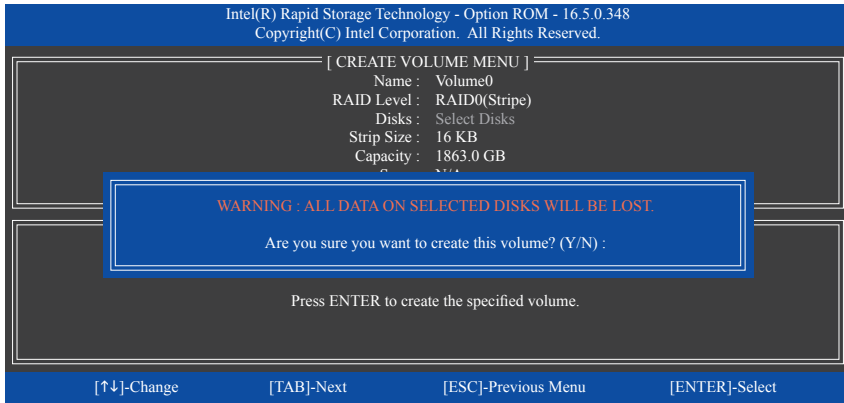 Intel(R) Rapid Storage Technology - Option ROM - 16.5.0.348
Copyright(C) Intel Corporation. All Rights Reserved.
[ CREATE VOLUME MENU ]
Name : Volume0
RAID Level : RAID0(Stripe)
Disks : Select Disks
Strip Size : 16 KB
Capacity : 1863.0 GB
WARNING : ALL DATA ON SELECTED DISKS WILL BE LOST.
Are you sure you want to create this volume? (Y/N) :
Press ENTER to create the specified volume.
[↑↓]-Change [TAB]-Next [ESC]-Previous Menu [ENTER]-Select